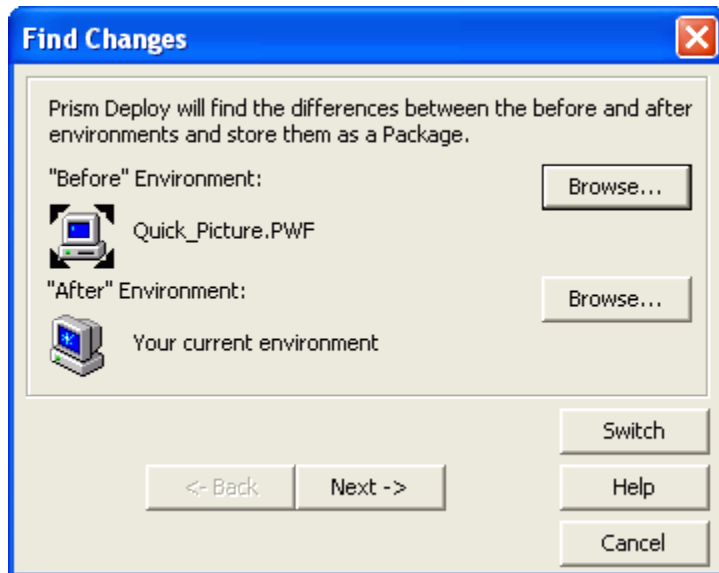 Find Changes
Prism Deploy will find the differences between the before and after
environments and store them as a Package.
"Before" Environment:
Browse...
Quick_Picture.PWF
"After" Environment:
Browse...
Your current environment
Switch
<- Back
Next ->
Help
Cancel